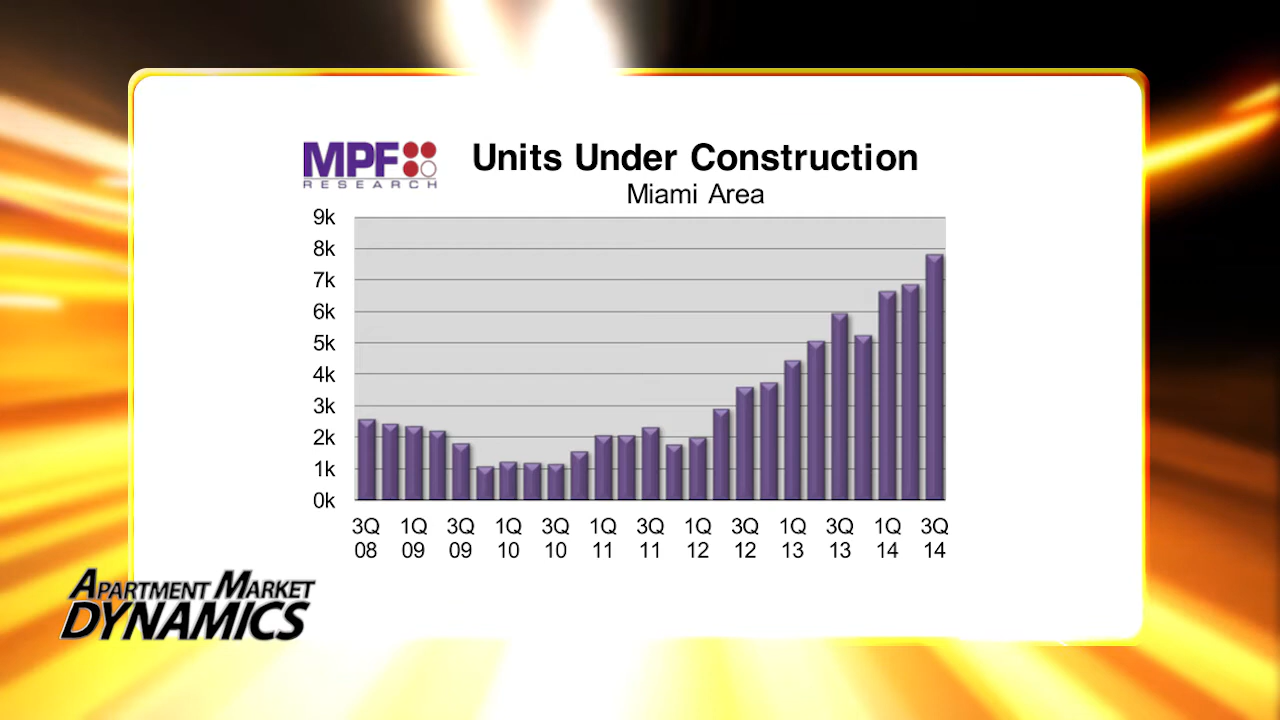 MPF
RESEARCH
Units Under Construction
Miami Area
9k
8k
7k
6k
5k
4k
3k
2k
1k
0k
3Q 1Q 3Q 1Q 3Q 1Q 3Q 1Q 3Q 1Q 3Q 1Q 3Q
08 09 09 10 10 11 11 12 12 13 13 14 14
APARTMENT MARKET
DYNAMICS